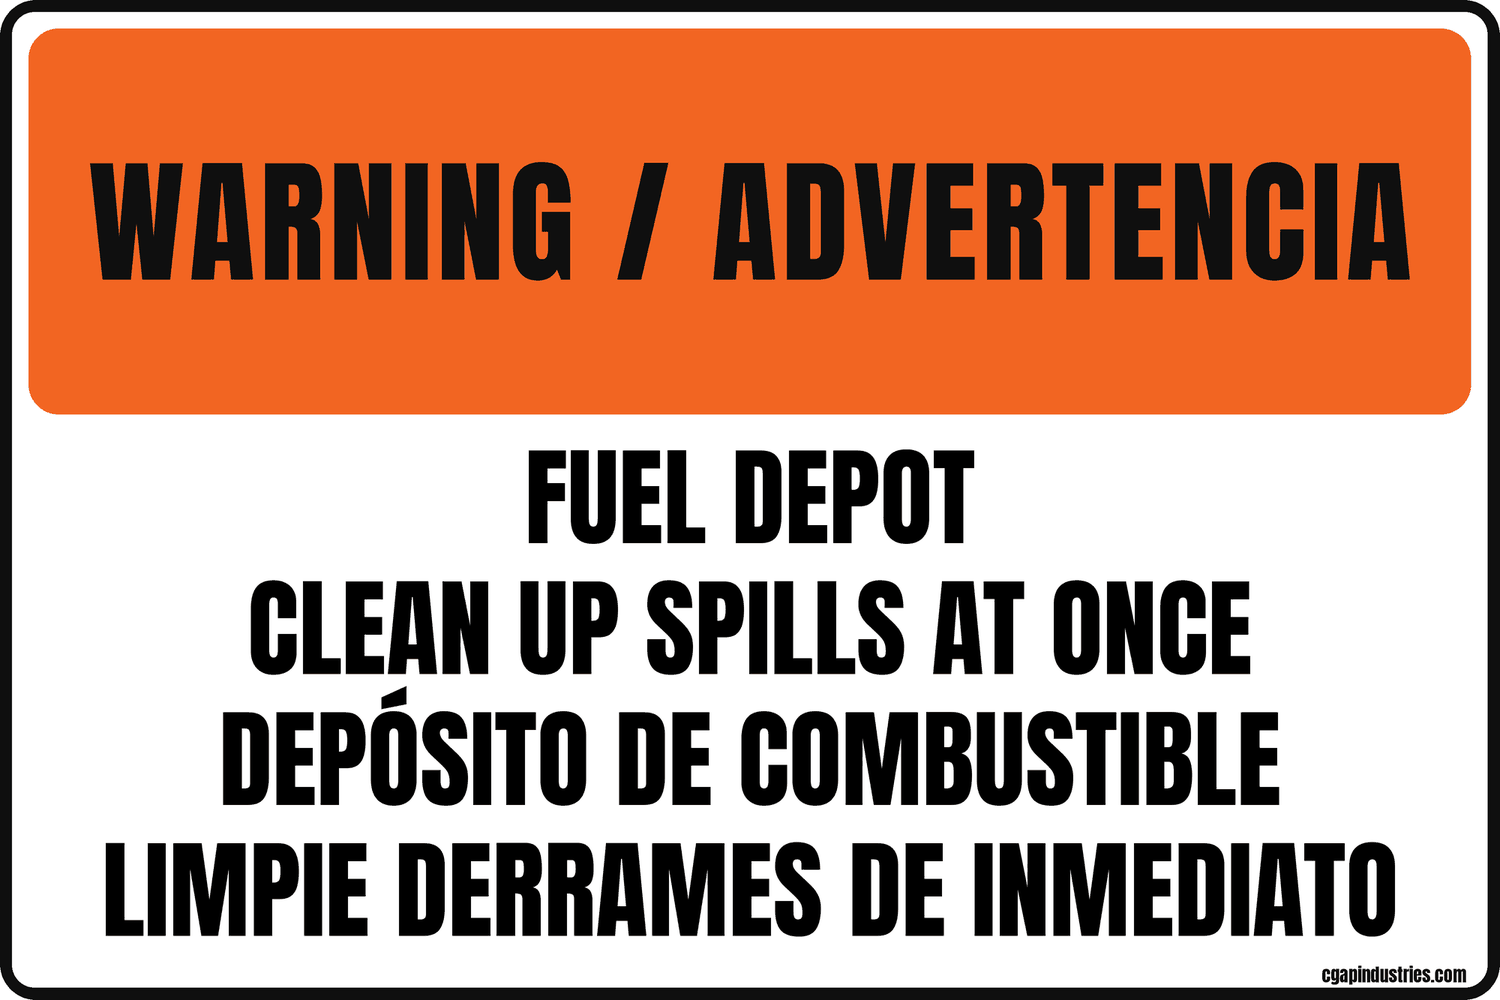 WARNING / ADVERTENCIA
FUEL DEPOT
CLEAN UP SPILLS AT ONCE
DEPÓSITO DE COMBUSTIBLE
LIMPIE DERRAMES DE INMEDIATO
cgapindustries.com